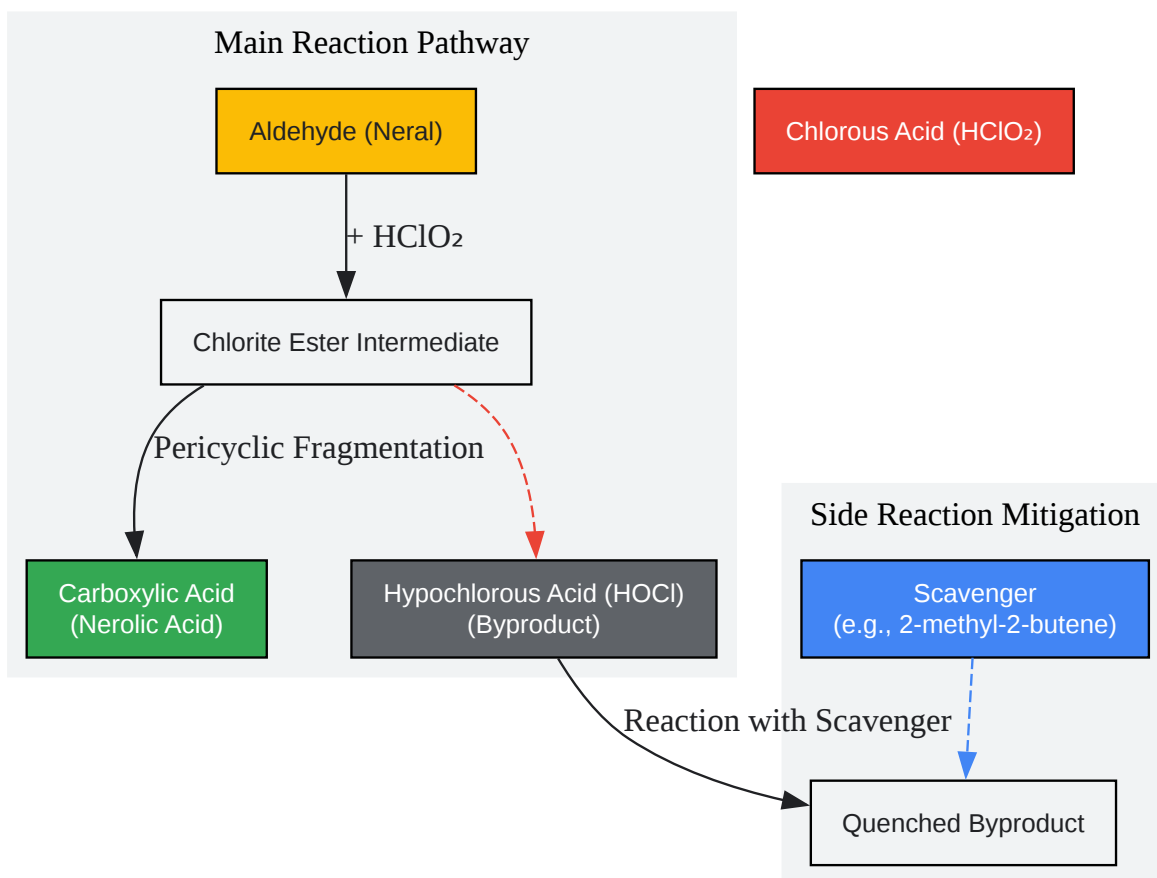 Main Reaction Pathway
Aldehyde (Neral)
Chlorous Acid (HClO₂)
+ HClO₂
Chlorite Ester Intermediate
Pericyclic Fragmentation
Side Reaction Mitigation
Carboxylic Acid
(Nerolic Acid)
Hypochlorous Acid (HOCl)
(Byproduct)
Scavenger
(e.g., 2-methyl-2-butene)
Reaction with Scavenger
Quenched Byproduct